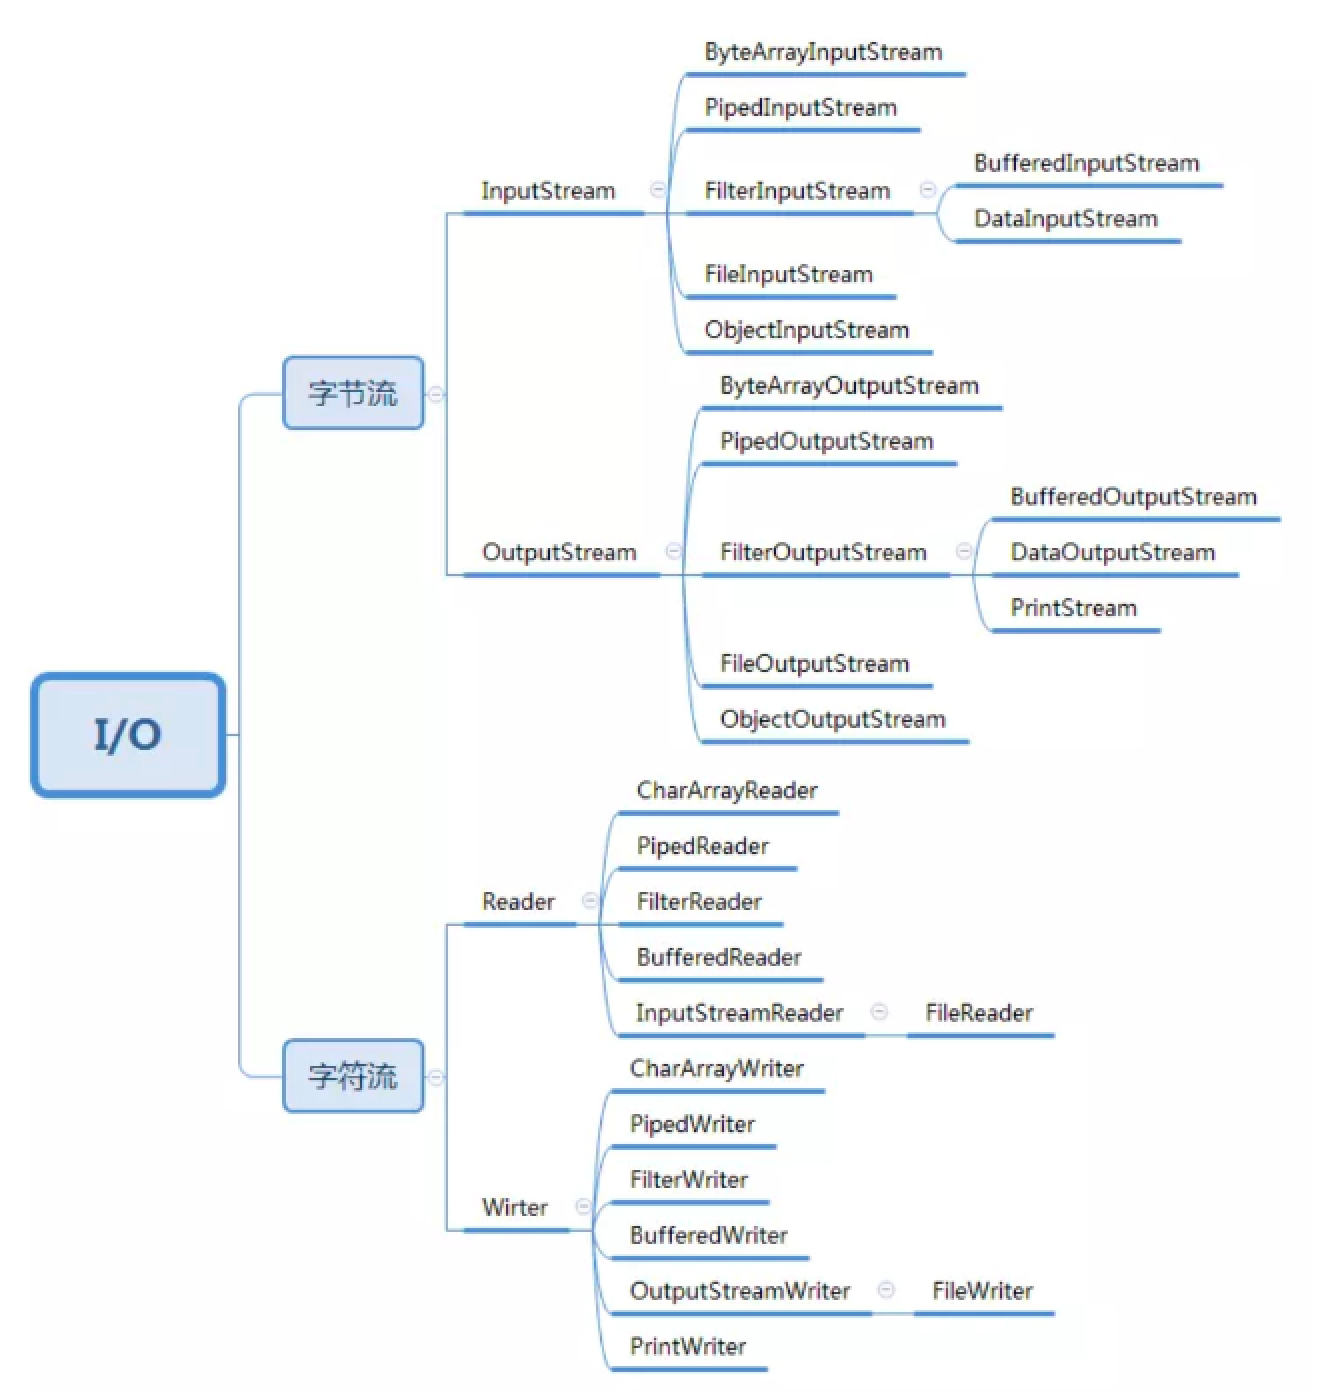 I/O
字节流
InputStream
ByteArrayInputStream
PipedInputStream
FilterInputStream
BufferedInputStream
DataInputStream
FileInputStream
ObjectInputStream
OutputStream
ByteArrayOutputStream
PipedOutputStream
FilterOutputStream
BufferedOutputStream
DataOutputStream
PrintStream
FileOutputStream
ObjectOutputStream
字符流
Reader
CharArrayReader
PipedReader
FilterReader
BufferedReader
InputStreamReader
FileReader
Wirter
CharArrayWriter
PipedWriter
FilterWriter
BufferedWriter
OutputStreamWriter
FileWriter
PrintWriter